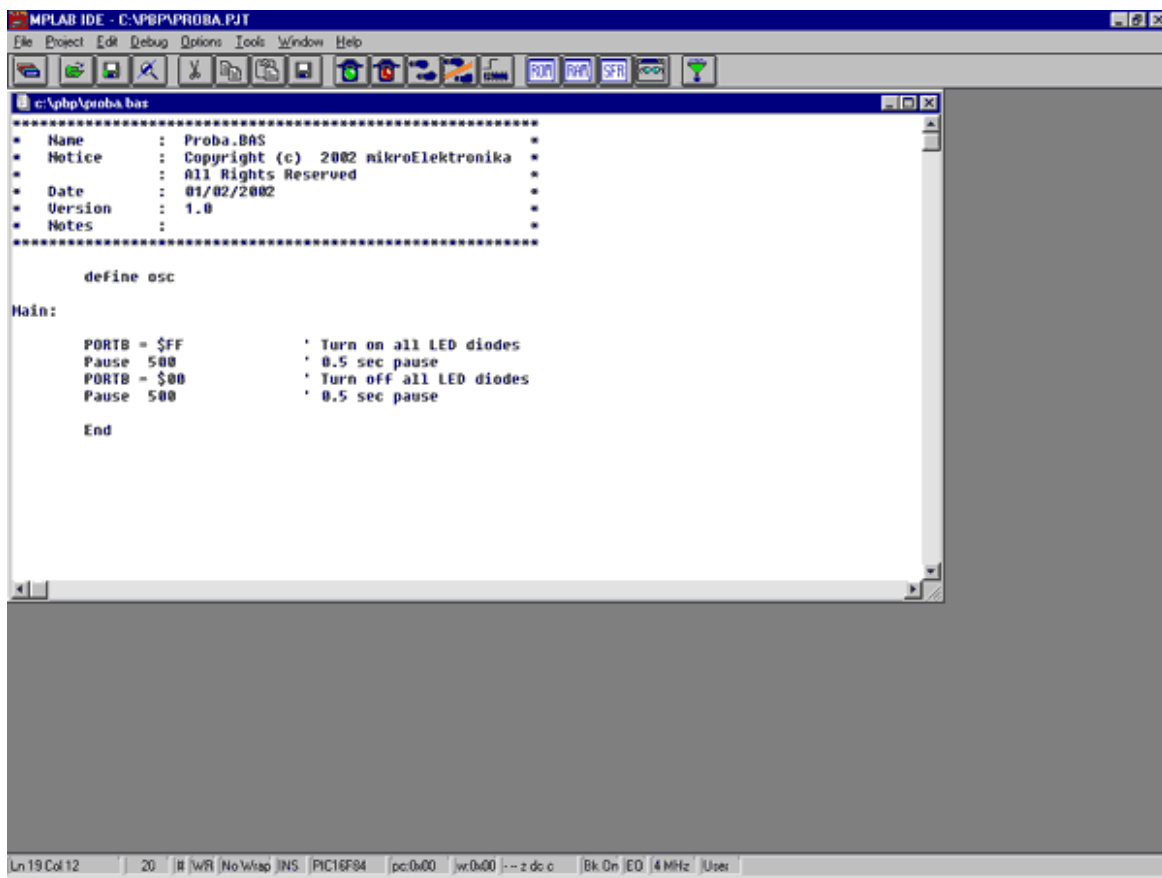 MPLAB IDE - C:\PBP\PROBA.PJT
File Project Edit Debug Options Tools Window Help
ROM RAM SFR
c:\pbp\proba.bas
**********************************************************
* Name : Proba.BAS *
* Notice : Copyright (c) 2002 mikroElektronika *
* : All Rights Reserved *
* Date : 01/02/2002 *
* Version : 1.0 *
* Notes : *
**********************************************************
define osc
Main:
PORTB = $FF ' Turn on all LED diodes
Pause 500 ' 0.5 sec pause
PORTB = $00 ' Turn off all LED diodes
Pause 500 ' 0.5 sec pause
End
Ln 19 Col 12 20 # WR No Wrap INS PIC16F84 pc:0x00 w:0x00 - -- z dc c Bk On EO 4 MHz User